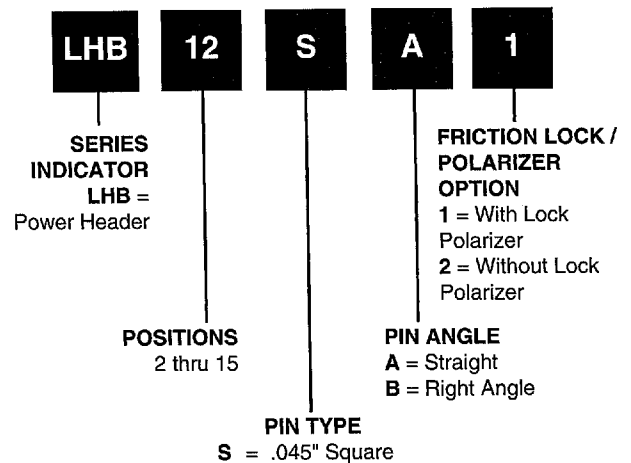 LHB 12 S A 1
SERIES
INDICATOR
LHB =
Power Header
FRICTION LOCK /
POLARIZER
OPTION
1 = With Lock
Polarizer
2 = Without Lock
Polarizer
POSITIONS
2 thru 15
PIN ANGLE
A = Straight
B = Right Angle
PIN TYPE
S = .045" Square